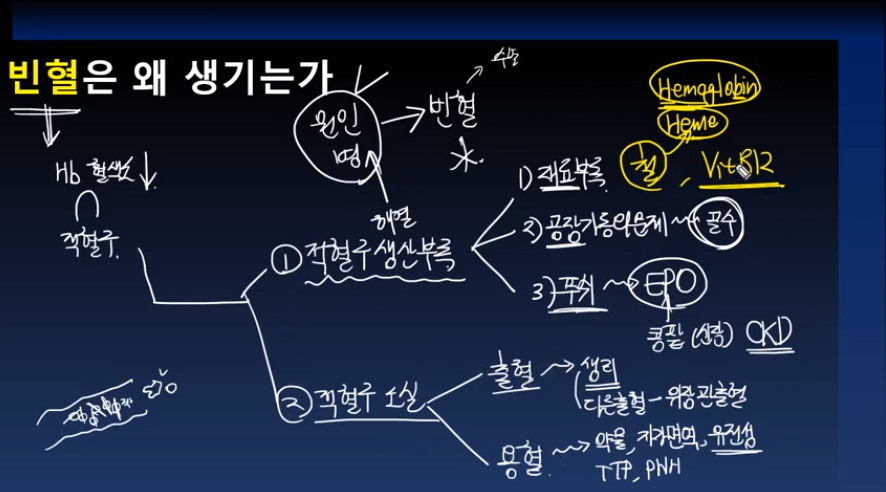 빈혈은 왜 생기는가
수혈
Hemoglobin
Heme
원인
명
빈혈
Hb 혈색소 ↓
적혈구
해결
1) 재료부족
철, Vit B12
① 적혈구 생산부족
2) 공장가동의 문제
골수
3) 푸쉬
EPO
콩팥 (신장) CKD
② 적혈구 소실
출혈
생리
다른출혈 - 위장관출혈
용혈
약물, 자가면역, 유전성
TTP, PNH